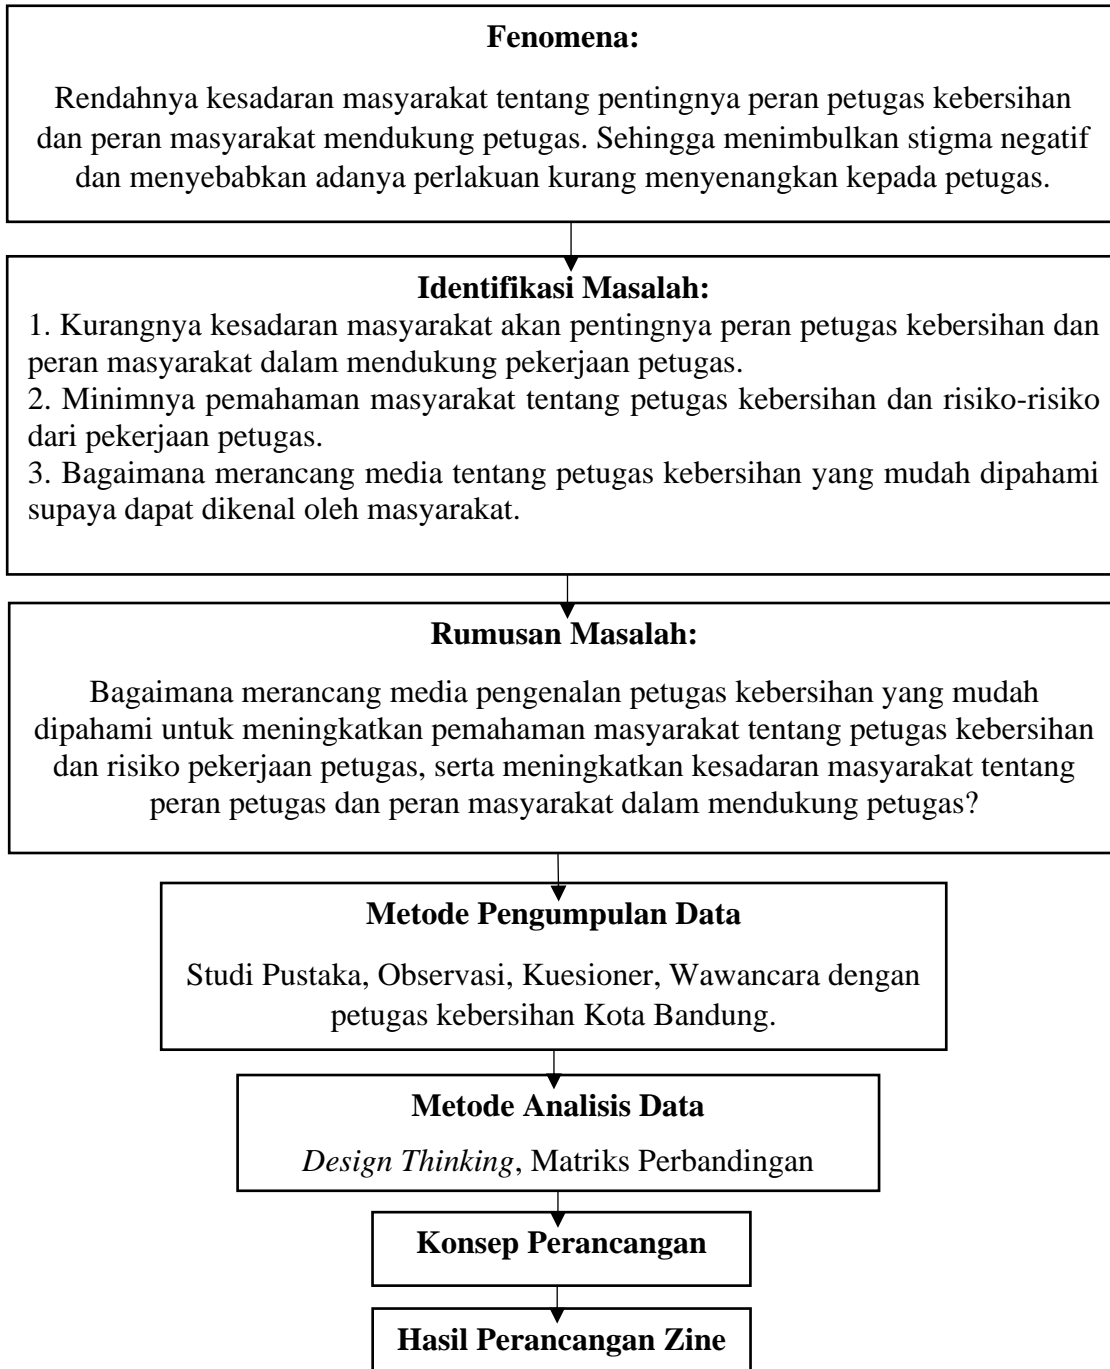 Fenomena:
Rendahnya kesadaran masyarakat tentang pentingnya peran petugas kebersihan
dan peran masyarakat mendukung petugas. Sehingga menimbulkan stigma negatif
dan menyebabkan adanya perlakuan kurang menyenangkan kepada petugas.
Identifikasi Masalah:
1. Kurangnya kesadaran masyarakat akan pentingnya peran petugas kebersihan dan
peran masyarakat dalam mendukung pekerjaan petugas.
2. Minimnya pemahaman masyarakat tentang petugas kebersihan dan risiko-risiko
dari pekerjaan petugas.
3. Bagaimana merancang media tentang petugas kebersihan yang mudah dipahami
supaya dapat dikenal oleh masyarakat.
Rumusan Masalah:
Bagaimana merancang media pengenalan petugas kebersihan yang mudah
dipahami untuk meningkatkan pemahaman masyarakat tentang petugas kebersihan
dan risiko pekerjaan petugas, serta meningkatkan kesadaran masyarakat tentang
peran petugas dan peran masyarakat dalam mendukung petugas?
Metode Pengumpulan Data
Studi Pustaka, Observasi, Kuesioner, Wawancara dengan
petugas kebersihan Kota Bandung.
Metode Analisis Data
Design Thinking, Matriks Perbandingan
Konsep Perancangan
Hasil Perancangan Zine